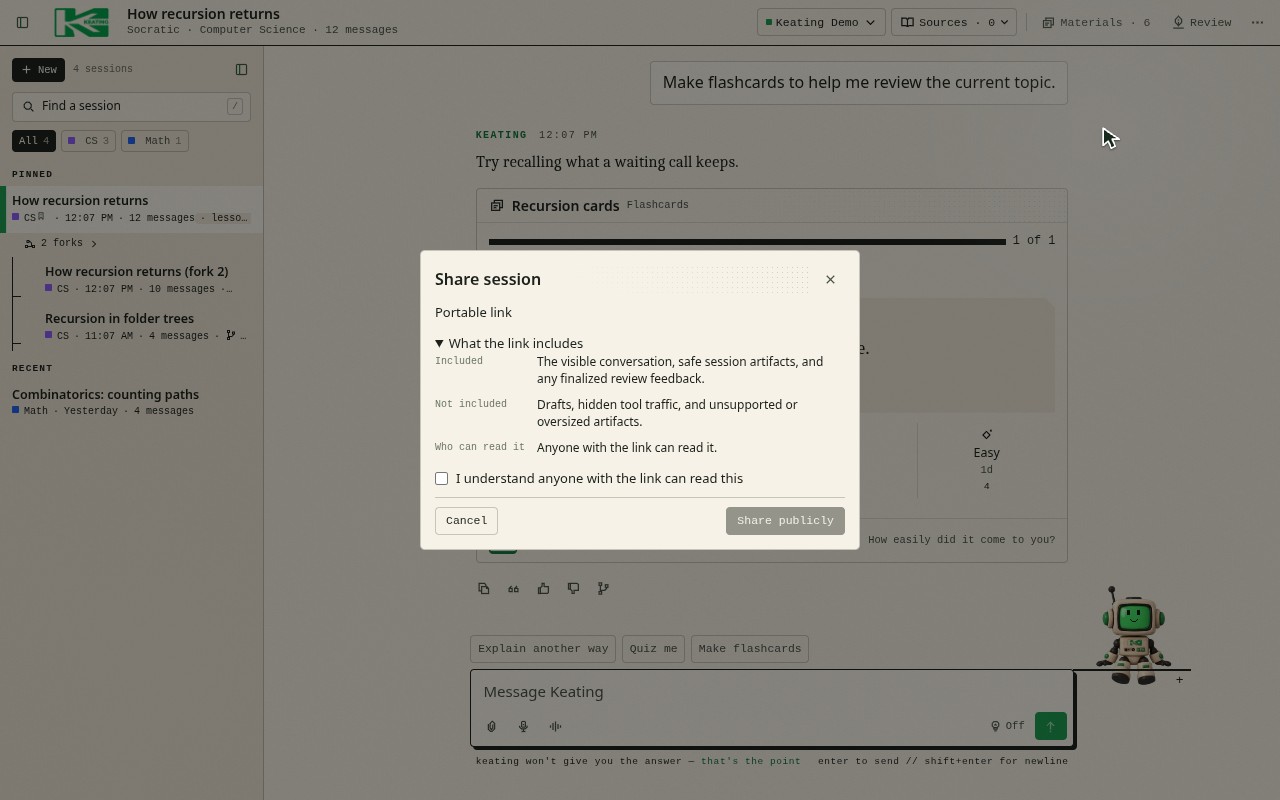 KEATING
How recursion returns
Socratic · Computer Science · 12 messages
Keating Demo
Sources · 0
Materials · 6
Review
New
4 sessions
Find a session
/
All 4
CS 3
Math 1
PINNED
How recursion returns
CS · 12:07 PM · 12 messages · lesso…
2 forks
How recursion returns (fork 2)
CS · 12:07 PM · 10 messages ·…
Recursion in folder trees
CS · 11:07 AM · 4 messages · …
RECENT
Combinatorics: counting paths
Math · Yesterday · 4 messages
Make flashcards to help me review the current topic.
KEATING 12:07 PM
Try recalling what a waiting call keeps.
Recursion cards Flashcards
1 of 1
e.
Easy
1d
4
How easily did it come to you?
Share session
Portable link
What the link includes
Included The visible conversation, safe session artifacts, and
any finalized review feedback.
Not included Drafts, hidden tool traffic, and unsupported or
oversized artifacts.
Who can read it Anyone with the link can read it.
I understand anyone with the link can read this
Cancel
Share publicly
Explain another way
Quiz me
Make flashcards
Message Keating
Off
keating won't give you the answer — that's the point enter to send // shift+enter for newline